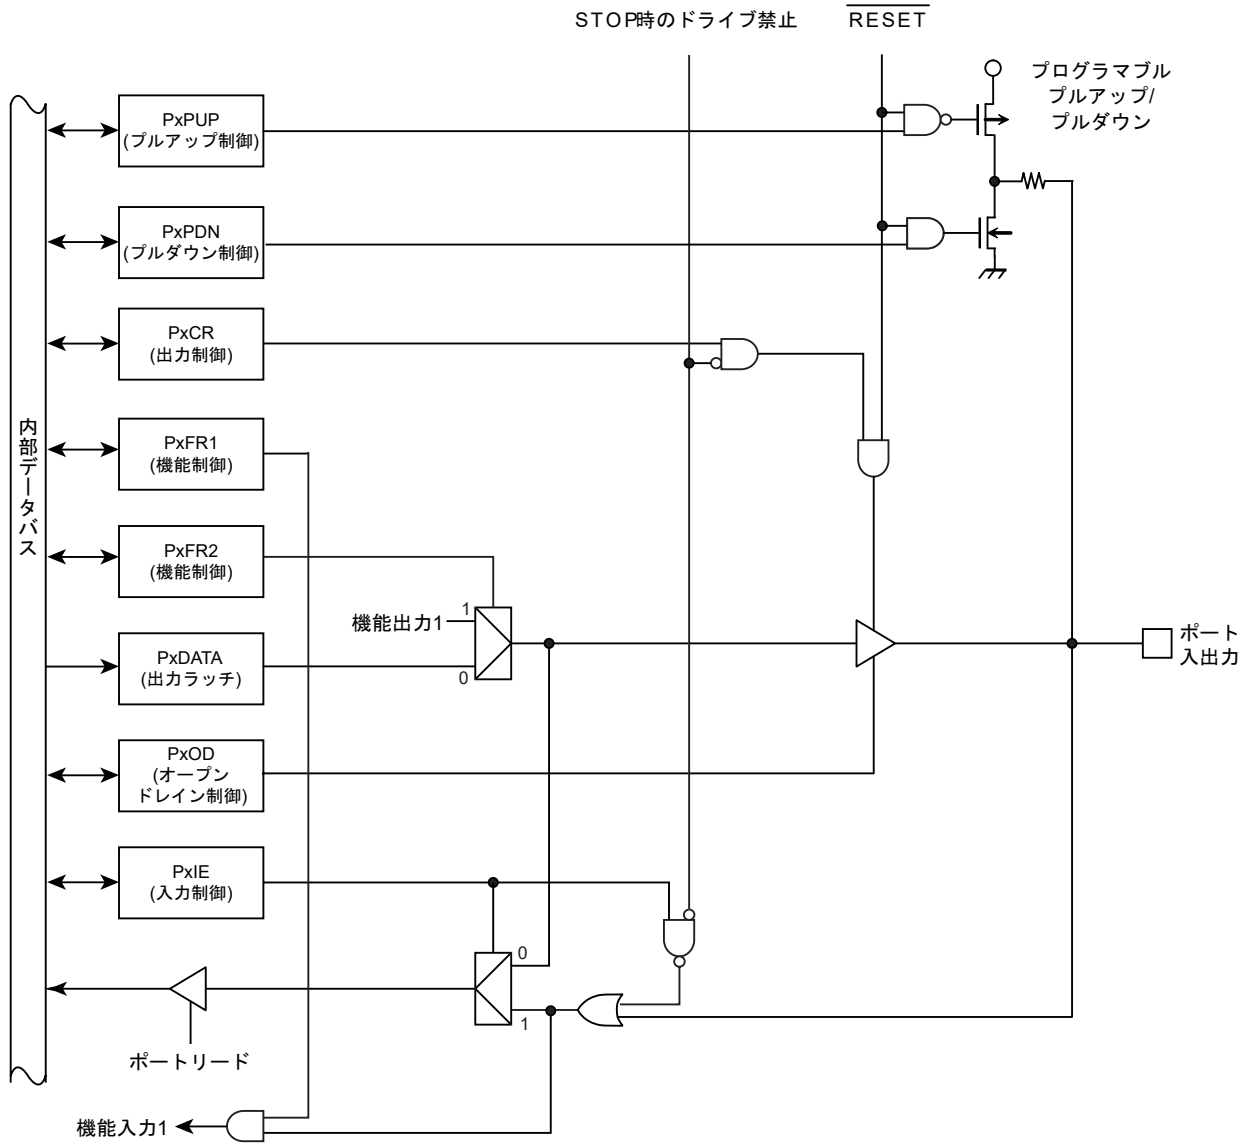 STOP時のドライブ禁止
RESET
プログラマブル
プルアップ/
プルダウン
PxPUP
(プルアップ制御)
PxPDN
(プルダウン制御)
PxCR
(出力制御)
内部データバス
PxFR1
(機能制御)
PxFR2
(機能制御)
機能出力1
1
0
PxDATA
(出力ラッチ)
ポート
入出力
PxOD
(オープン
ドレイン制御)
PxIE
(入力制御)
0
1
ポートリード
機能入力1